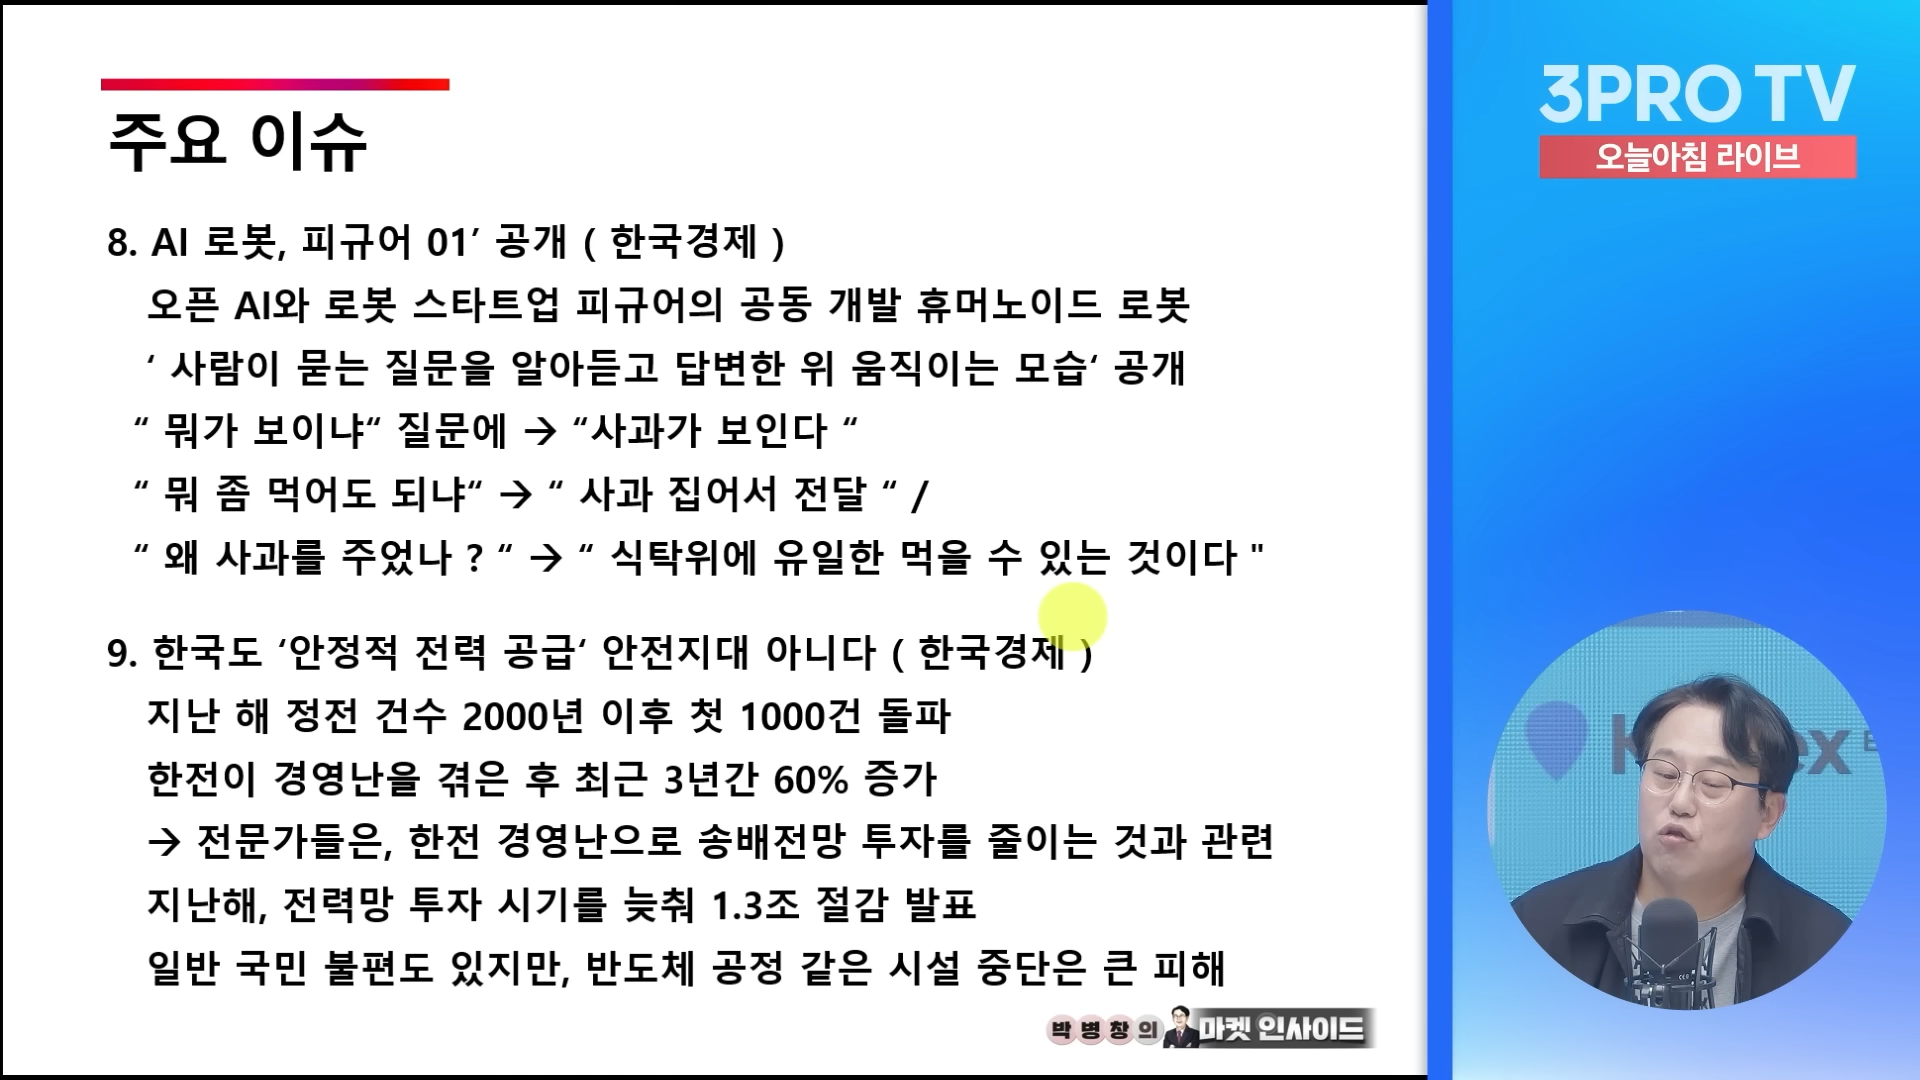 주요 이슈
8. AI 로봇, 피규어 01′ 공개 ( 한국경제 )
오픈 AI와 로봇 스타트업 피규어의 공동 개발 휴머노이드 로봇
‘ 사람이 묻는 질문을 알아듣고 답변한 위 움직이는 모습‘ 공개
“ 뭐가 보이냐“ 질문에 → “사과가 보인다 “
“ 뭐 좀 먹어도 되냐“ → “ 사과 집어서 전달 “ /
“ 왜 사과를 주었나 ? “ → “ 식탁위에 유일한 먹을 수 있는 것이다 "
9. 한국도 ‘안정적 전력 공급‘ 안전지대 아니다 ( 한국경제 )
지난 해 정전 건수 2000년 이후 첫 1000건 돌파
한전이 경영난을 겪은 후 최근 3년간 60% 증가
→ 전문가들은, 한전 경영난으로 송배전망 투자를 줄이는 것과 관련
지난해, 전력망 투자 시기를 늦춰 1.3조 절감 발표
일반 국민 불편도 있지만, 반도체 공정 같은 시설 중단은 큰 피해
박병창의 마켓 인사이드
3PRO TV
오늘아침 라이브